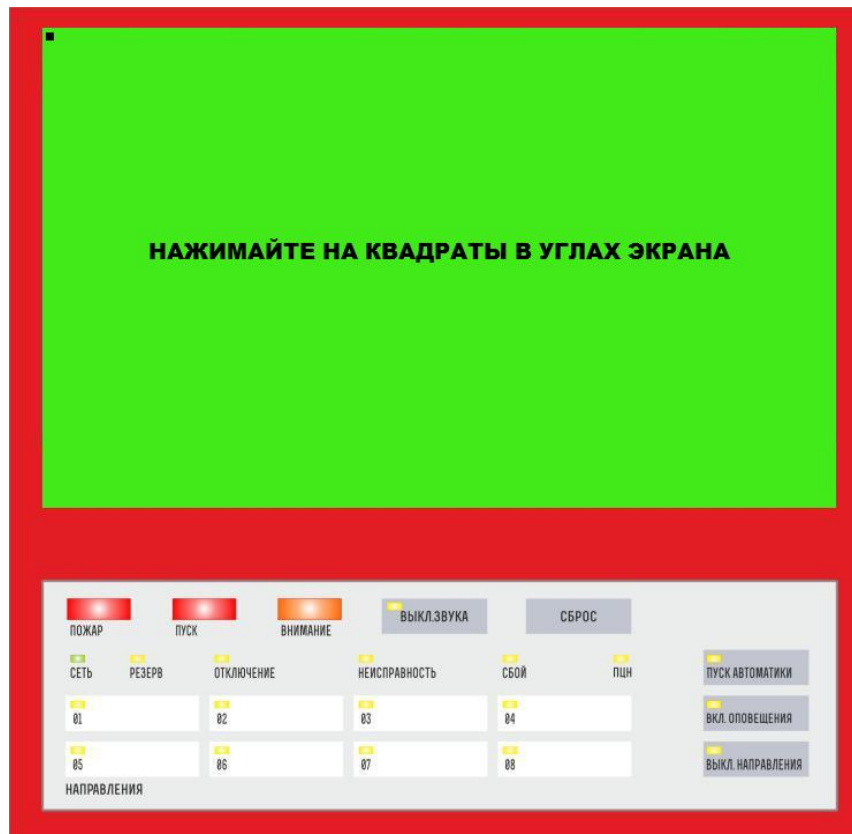 НАЖИМАЙТЕ НА КВАДРАТЫ В УГЛАХ ЭКРАНА
ВЫКЛ.ЗВУКА СБРОС
ПОЖАР ПУСК ВНИМАНИЕ
СЕТЬ РЕЗЕРВ ОТКЛЮЧЕНИЕ НЕИСПРАВНОСТЬ СБОЙ ПЦН ПУСК АВТОМАТИКИ
01 02 03 04 ВКЛ. ОПОВЕЩЕНИЯ
05 06 07 08 ВЫКЛ. НАПРАВЛЕНИЯ
НАПРАВЛЕНИЯ